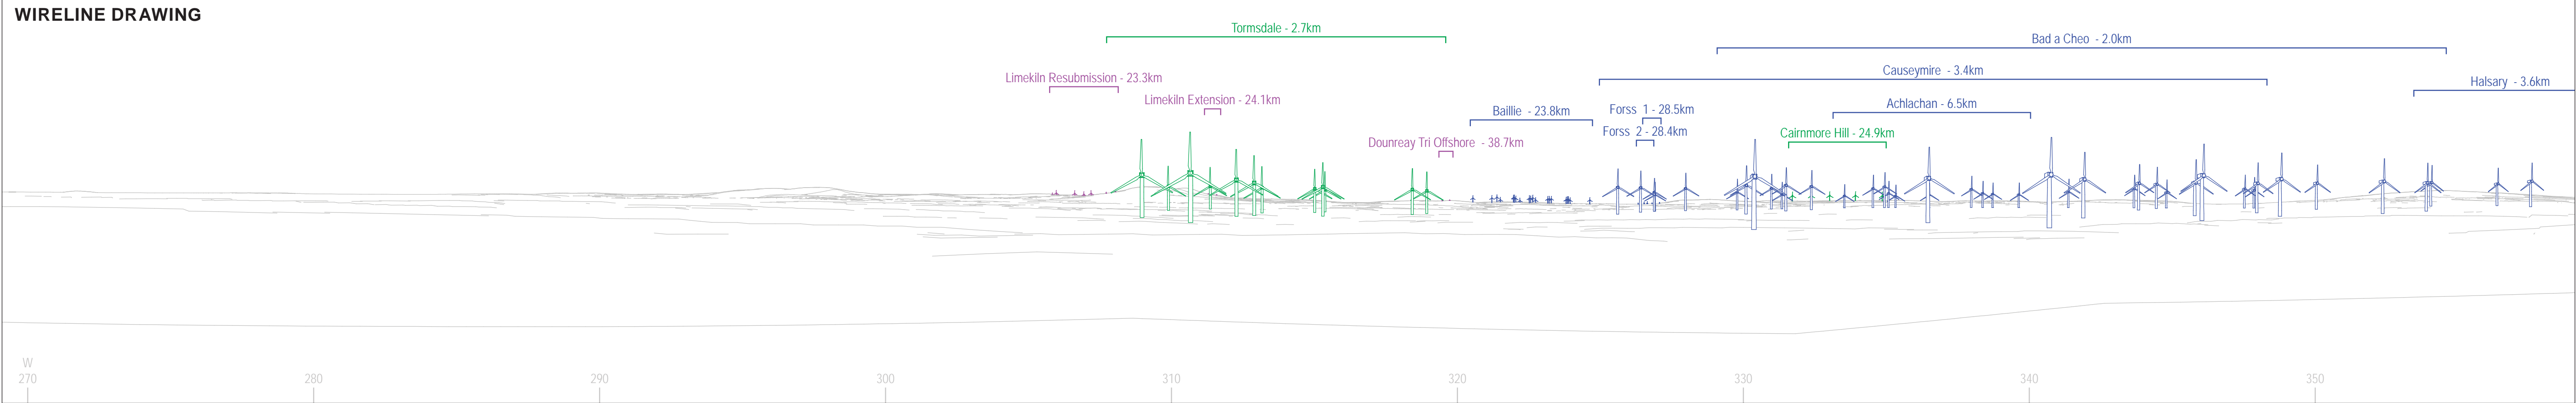 WIRELINE DRAWING
Tormsdale - 2.7km
Bad a Cheo - 2.0km
Limekiln Resubmission - 23.3km
Causeymire - 3.4km
Halsary - 3.6km
Limekiln Extension - 24.1km
Baillie - 23.8km
Forss 1 - 28.5km
Achlachan - 6.5km
Dounreay Tri Offshore - 38.7km
Forss 2 - 28.4km
Cairnmore Hill - 24.9km
W
270 280 290 300 310 320 330 340 350